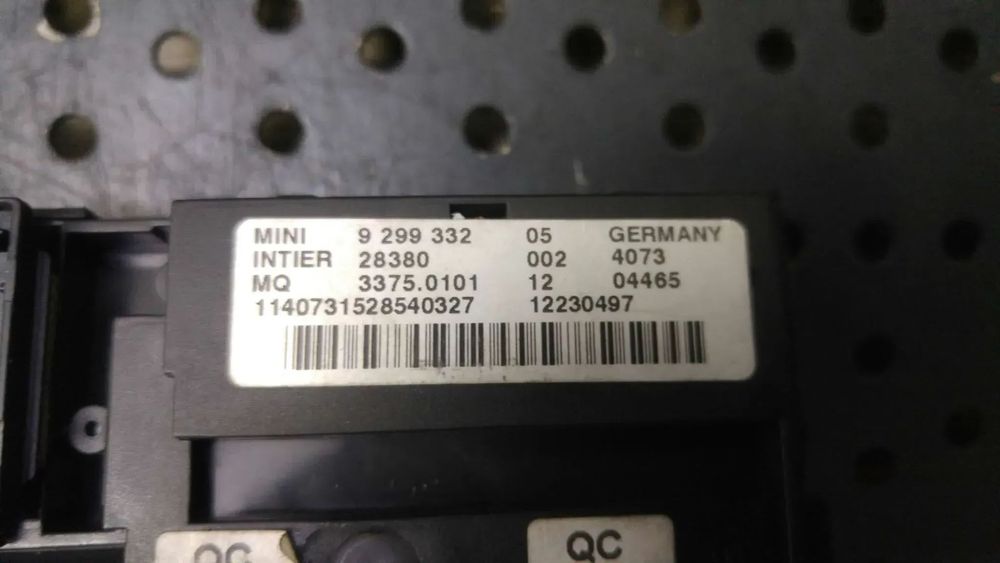 MINI 9 299 332 05 GERMANY
INTIER 28380 002 4073
MQ 3375.0101 12 04465
1140731528540327 12230497
QC QC